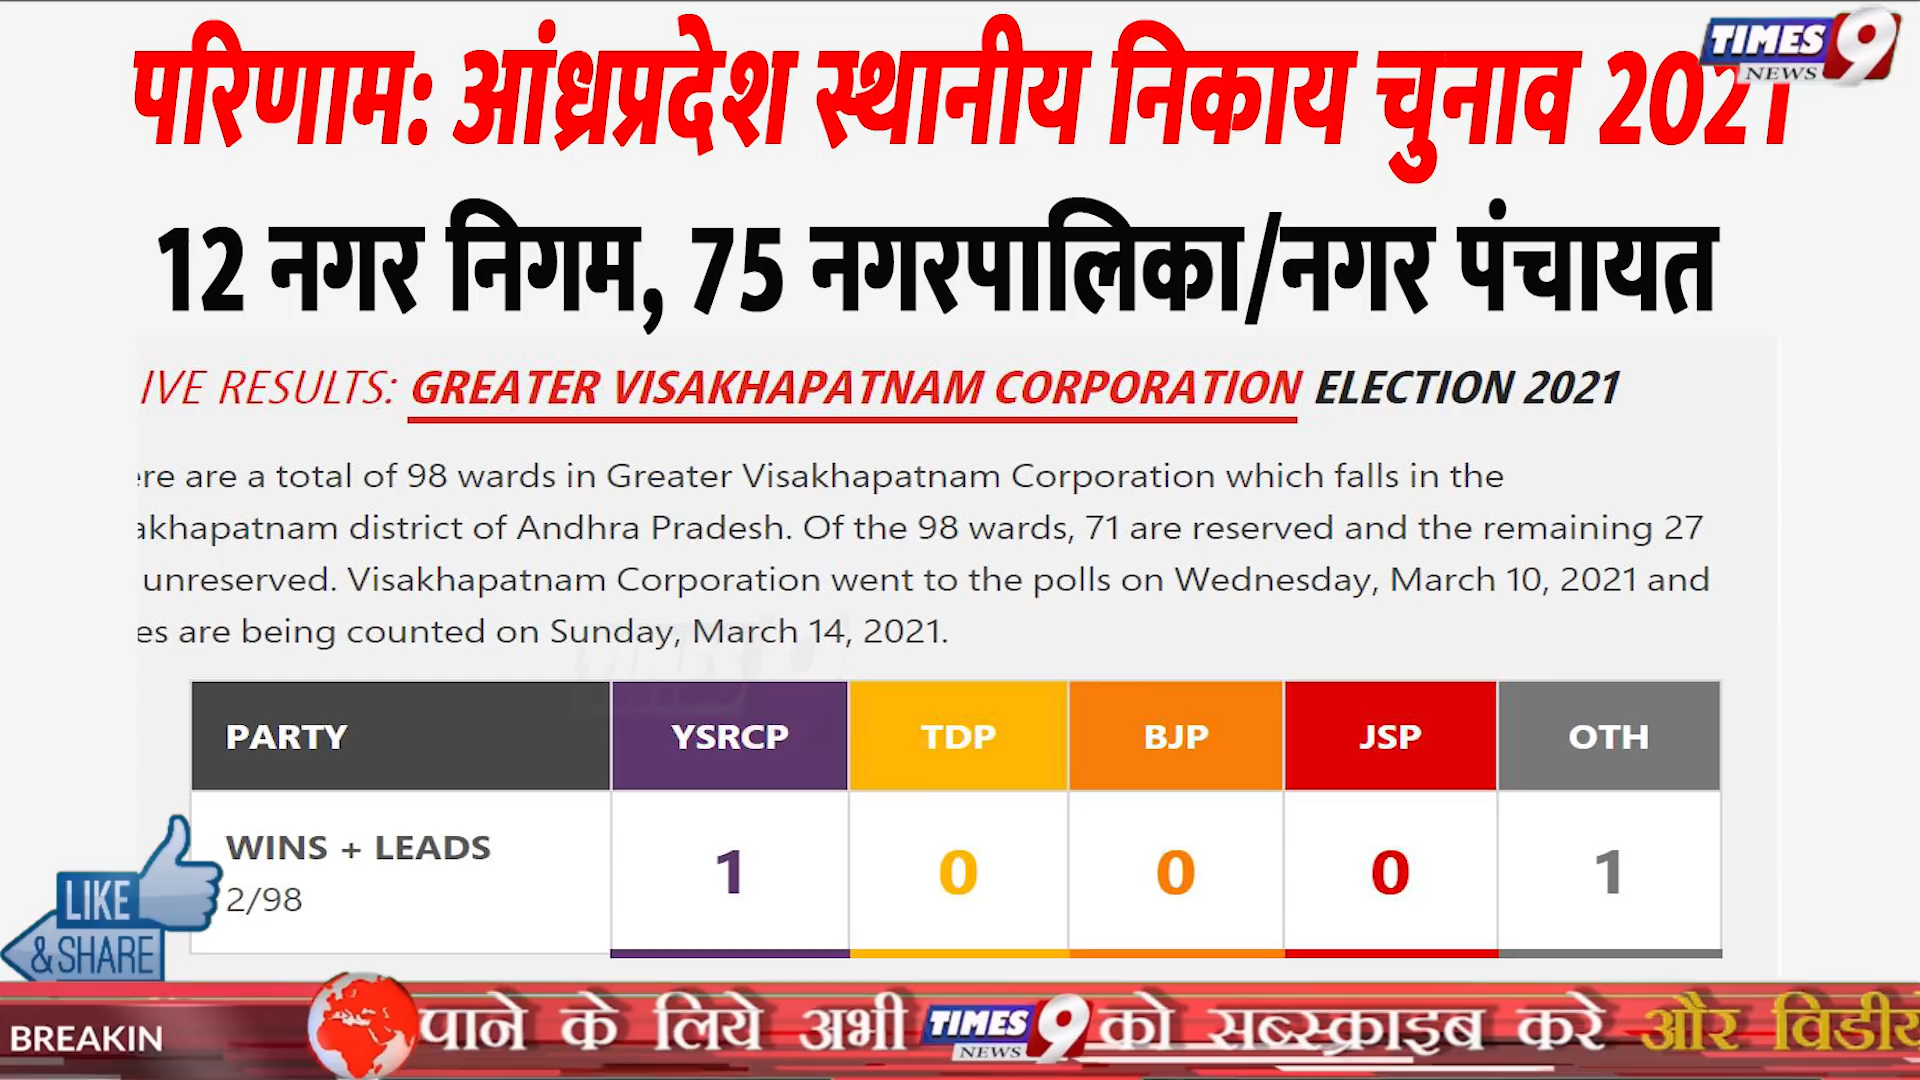 परिणाम: आंध्रप्रदेश स्थानीय निकाय चुनाव 2021
TIMES 9
NEWS
12 नगर निगम, 75 नगरपालिका/नगर पंचायत
IVE RESULTS: GREATER VISAKHAPATNAM CORPORATION ELECTION 2021
re are a total of 98 wards in Greater Visakhapatnam Corporation which falls in the
akhapatnam district of Andhra Pradesh. Of the 98 wards, 71 are reserved and the remaining 27
unreserved. Visakhapatnam Corporation went to the polls on Wednesday, March 10, 2021 and
es are being counted on Sunday, March 14, 2021.
PARTY YSRCP TDP BJP JSP OTH
WINS + LEADS 1 0 0 0 1
2/98
LIKE
& SHARE
BREAKIN पाने के लिये अभी TIMES 9 NEWS को सब्स्क्राइब करे और विडीय